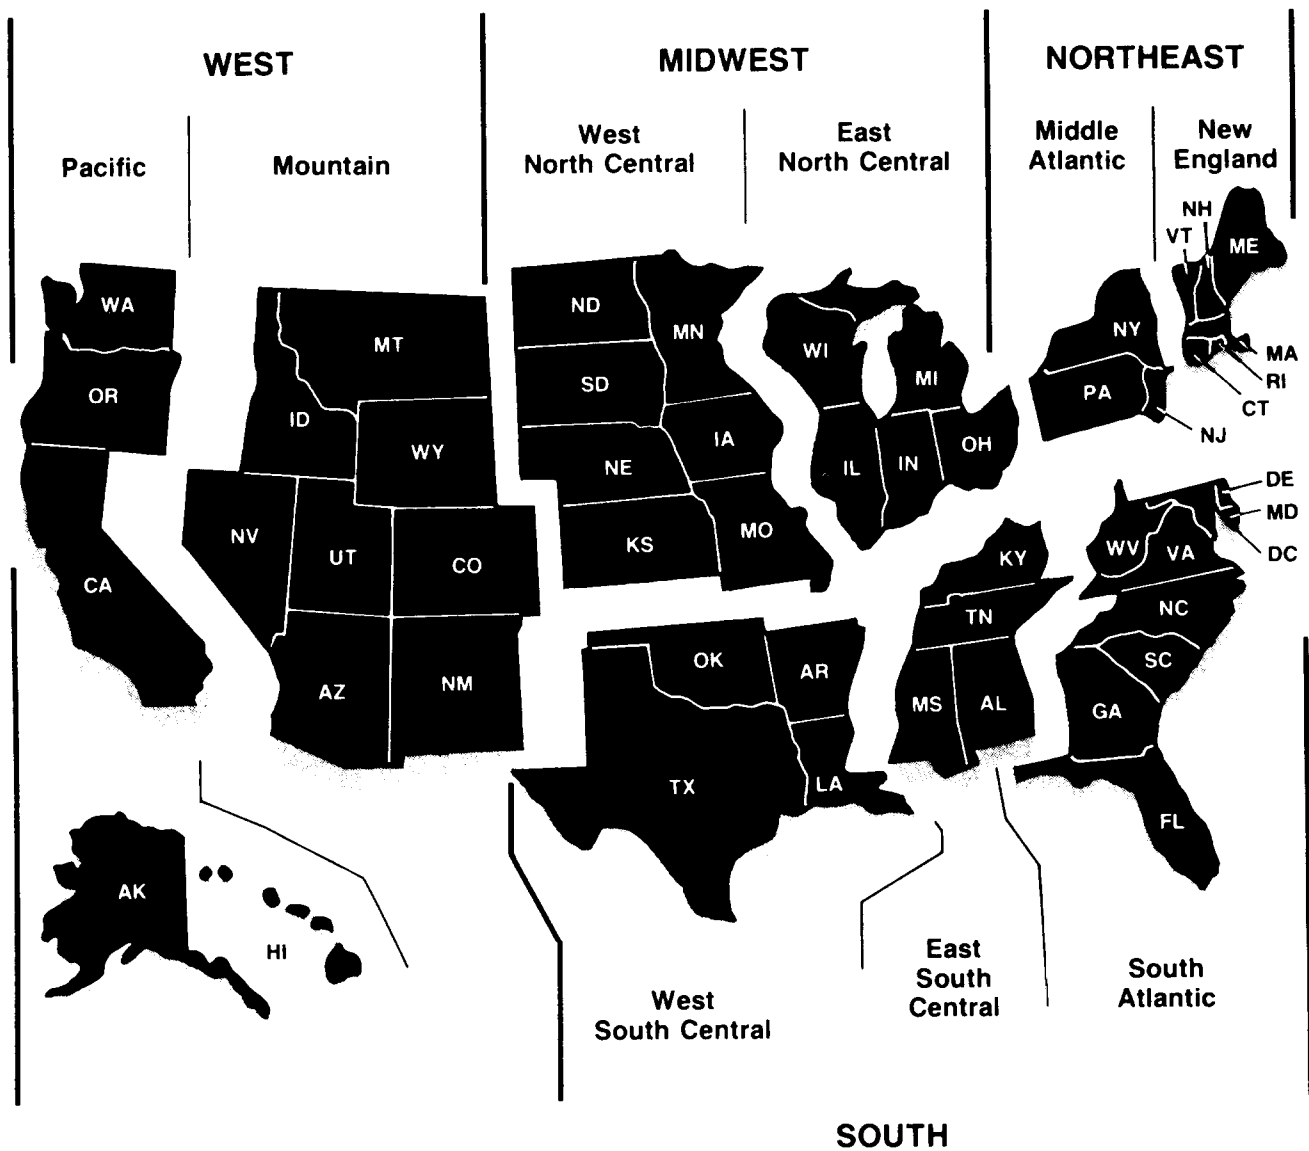 WEST
MIDWEST
NORTHEAST
Pacific
Mountain
West
North Central
East
North Central
Middle
Atlantic
New
England
WA
OR
CA
MT
ID
WY
NV
UT
CO
AZ
NM
AK
HI
ND
SD
NE
KS
MN
IA
MO
WI
MI
IL
IN
OH
NY
PA
NJ
NH
VT
ME
MA
RI
CT
OK
AR
TX
LA
KY
TN
MS
AL
DE
MD
DC
WV
VA
NC
SC
GA
FL
West
South Central
East
South
Central
South
Atlantic
SOUTH